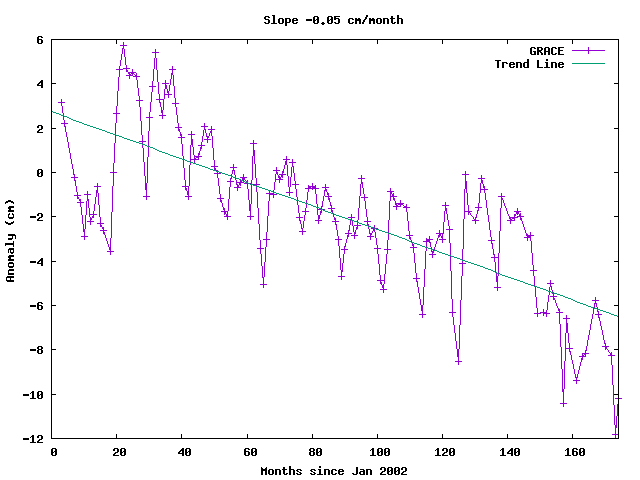 Slope -0.05 cm/month
GRACE
Trend Line
6
4
2
0
-2
-4
-6
-8
-10
-12
Anomaly (cm)
0 20 40 60 80 100 120 140 160
Months since Jan 2002